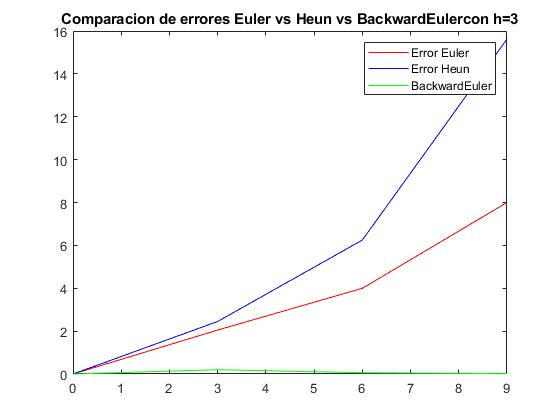 Comparacion de errores Euler vs Heun vs BackwardEulercon h=3
16
14
12
10
8
6
4
2
0
Error Euler
Error Heun
BackwardEuler
0 1 2 3 4 5 6 7 8 9